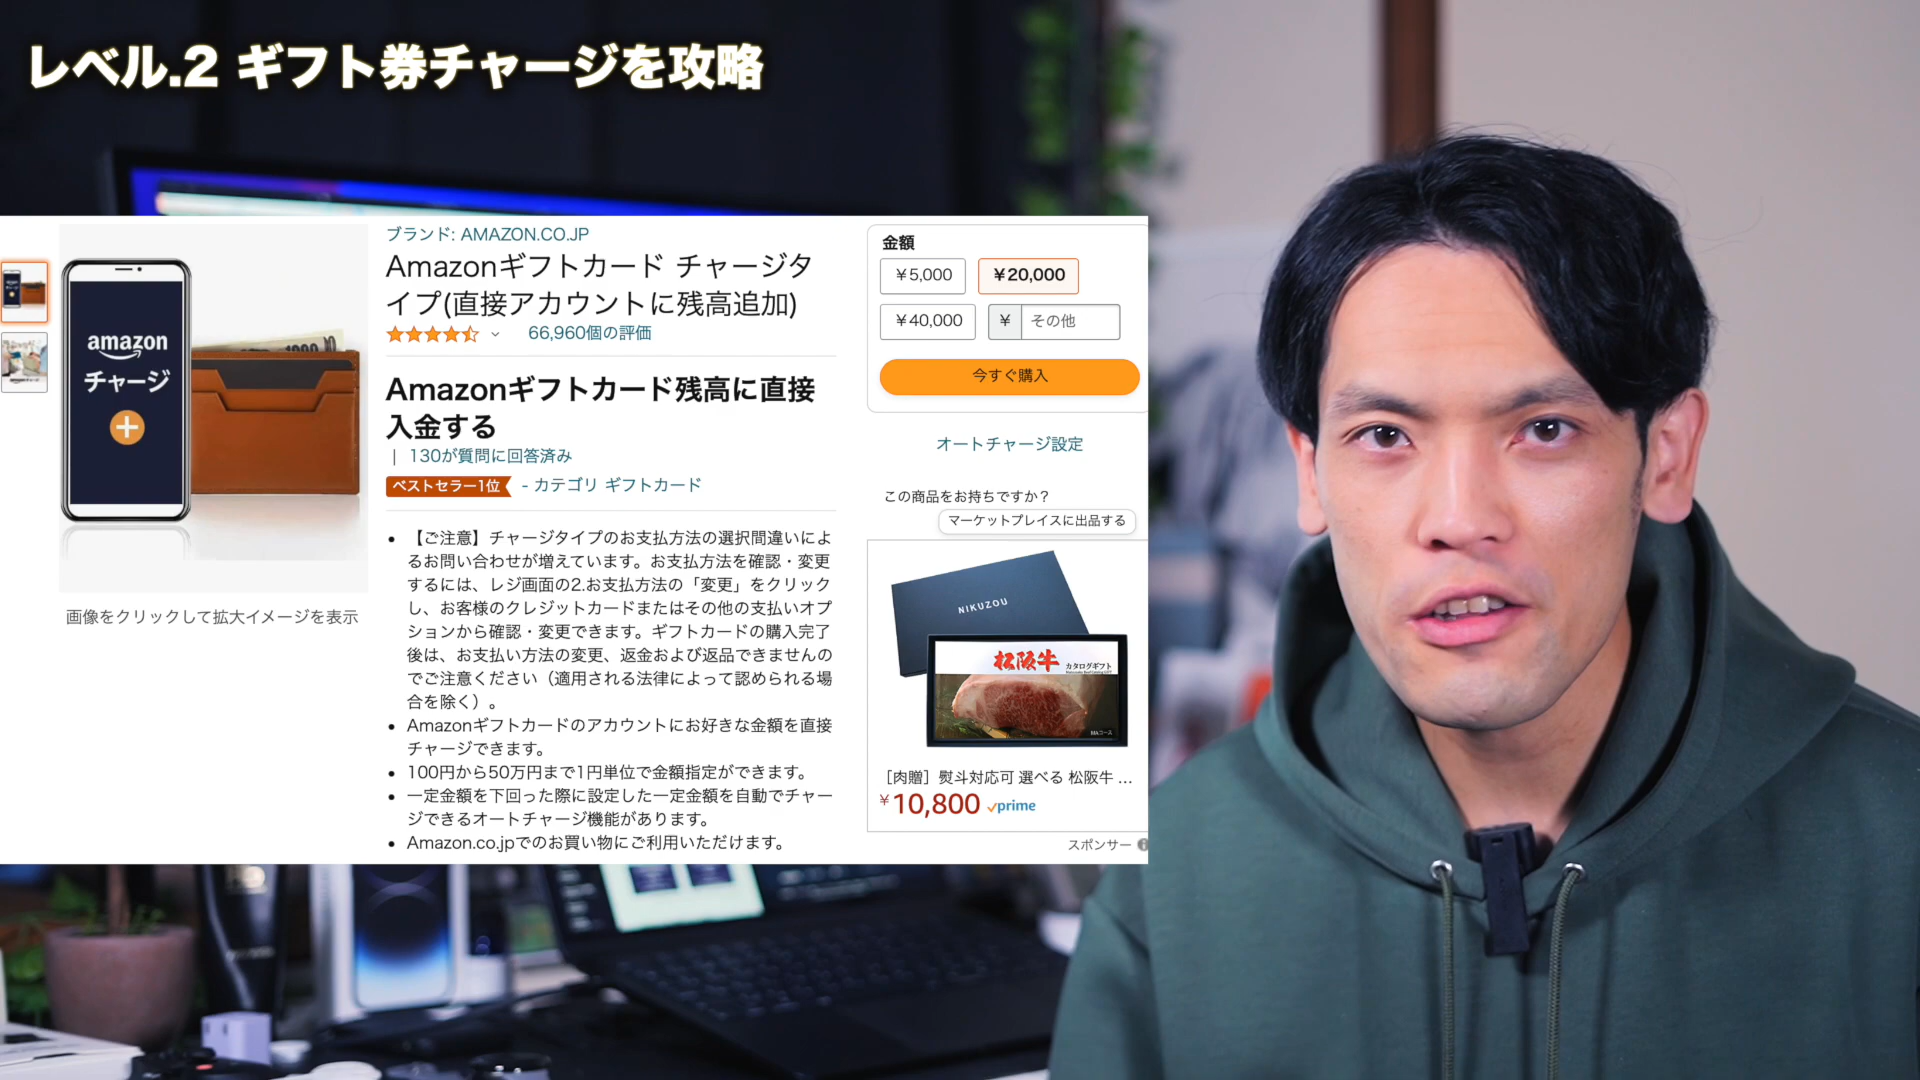 レベル.2 ギフト券チャージを攻略
amazon
チャージ
画像をクリックして拡大イメージを表示
ブランド: AMAZON.CO.JP
Amazonギフトカード チャージタ
イプ(直接アカウントに残高追加)
66,960個の評価
Amazonギフトカード残高に直接
入金する
| 130が質問に回答済み
ベストセラー1位 - カテゴリ ギフトカード
【ご注意】チャージタイプのお支払方法の選択間違いによ
るお問い合わせが増えています。お支払方法を確認・変更
するには、レジ画面の2.お支払方法の「変更」をクリック
し、お客様のクレジットカードまたはその他の支払いオプ
ションから確認・変更できます。ギフトカードの購入完了
後は、お支払い方法の変更、返金および返品できませんの
でご注意ください（適用される法律によって認められる場
合を除く）。
Amazonギフトカードのアカウントにお好きな金額を直接
チャージできます。
100円から50万円まで1円単位で金額指定ができます。
一定金額を下回った際に設定した一定金額を自動でチャー
ジできるオートチャージ機能があります。
Amazon.co.jpでのお買い物にご利用いただけます。
金額
¥5,000 ¥20,000
¥40,000 ¥ その他
今すぐ購入
オートチャージ設定
この商品をお持ちですか？
マーケットプレイスに出品する
NIKUZOU
松阪牛 カタログギフト
［肉贈］熨斗対応可 選べる 松阪牛 ...
¥10,800 prime
スポンサー